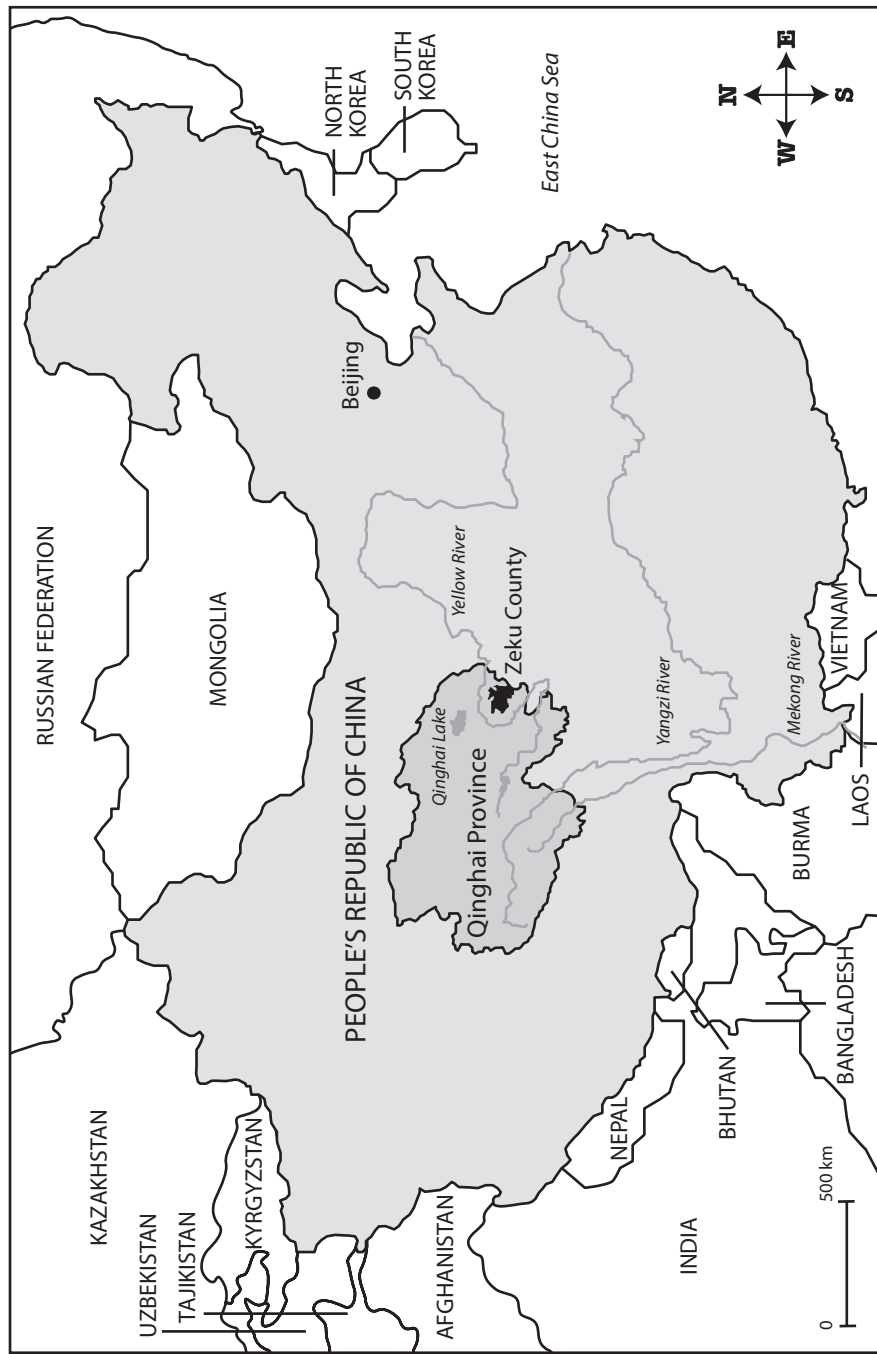 RUSSIAN FEDERATION
KAZAKHSTAN
MONGOLIA
UZBEKISTAN
TAJIKISTAN
KYRGYZSTAN
AFGHANISTAN
PEOPLE'S REPUBLIC OF CHINA
Beijing
NORTH
KOREA
SOUTH
KOREA
Yellow River
Qinghai Lake
Qinghai Province
Zeku County
East China Sea
Yangzi River
Mekong River
NEPAL
BHUTAN
BANGLADESH
INDIA
BURMA
LAOS
VIETNAM
N
W
E
S
0
500 km